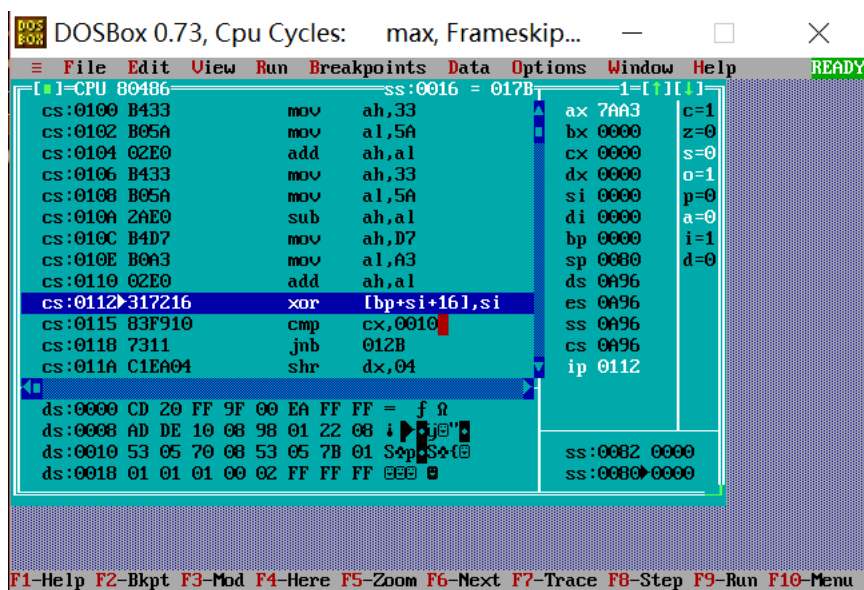 DOS
BOX
DOSBox 0.73, Cpu Cycles: max, Frameskip...
≡ File Edit View Run Breakpoints Data Options Window Help READY
[■]=CPU 80486 ss:0016 = 017B 1=[↑][↓]
cs:0100 B433 mov ah,33 ax 7AA3 c=1
cs:0102 B05A mov al,5A bx 0000 z=0
cs:0104 02E0 add ah,al cx 0000 s=0
cs:0106 B433 mov ah,33 dx 0000 o=1
cs:0108 B05A mov al,5A si 0000 p=0
cs:010A 2AE0 sub ah,al di 0000 a=0
cs:010C B4D7 mov ah,D7 bp 0000 i=1
cs:010E B0A3 mov al,A3 sp 0080 d=0
cs:0110 02E0 add ah,al ds 0A96
cs:0112►317216 xor [bp+si+16],si es 0A96
cs:0115 83F910 cmp cx,0010 ss 0A96
cs:0118 7311 jnb 012B cs 0A96
cs:011A C1EA04 shr dx,04 ip 0112
ds:0000 CD 20 FF 9F 00 EA FF FF = ƒ Ω
ds:0008 AD DE 10 08 98 01 22 08
ds:0010 53 05 70 08 53 05 7B 01 S♣p◘S♣{☺ ss:0082 0000
ds:0018 01 01 01 00 02 FF FF FF ☺☺☺ ☻ ss:0080►0000
F1-Help F2-Bkpt F3-Mod F4-Here F5-Zoom F6-Next F7-Trace F8-Step F9-Run F10-Menu